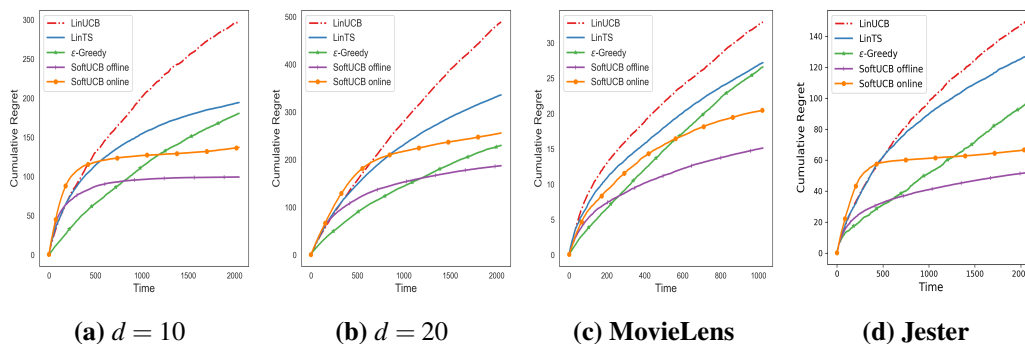 LinUCB
LinTS
ε-Greedy
SoftUCB offline
SoftUCB online
Cumulative Regret
300
250
200
150
100
50
0
0 500 1000 1500 2000
Time
(a) d = 10
LinUCB
LinTS
ε-Greedy
SoftUCB offline
SoftUCB online
Cumulative Regret
500
400
300
200
100
0
0 500 1000 1500 2000
Time
(b) d = 20
LinUCB
LinTS
ε-Greedy
SoftUCB offline
SoftUCB online
Cumulative Regret
30
25
20
15
10
5
0
0 200 400 600 800 1000
Time
(c) MovieLens
LinUCB
LinTS
ε-Greedy
SoftUCB offline
SoftUCB online
Cumulative Regret
140
120
100
80
60
40
20
0
0 500 1000 1500 200
Time
(d) Jester